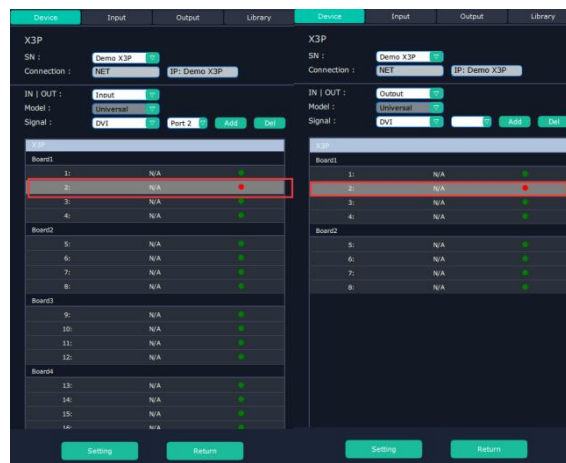 Device Input Output Library
X3P
SN : Demo X3P
Connection : NET IP: Demo X3P
IN | OUT : Input
Model : Universal
Signal : DVI Port 2 Add Del
X3P
Board1
1: N/A
2: N/A
3: N/A
4: N/A
Board2
5: N/A
6: N/A
7: N/A
8: N/A
Board3
9: N/A
10: N/A
11: N/A
12: N/A
Board4
13: N/A
14: N/A
15: N/A
16: N/A
Setting Return
Device Input Output Library
X3P
SN : Demo X3P
Connection : NET IP: Demo X3P
IN | OUT : Output
Model : Universal
Signal : DVI Add Del
X3P
Board1
1: N/A
2: N/A
3: N/A
4: N/A
Board2
5: N/A
6: N/A
7: N/A
8: N/A
Setting Return